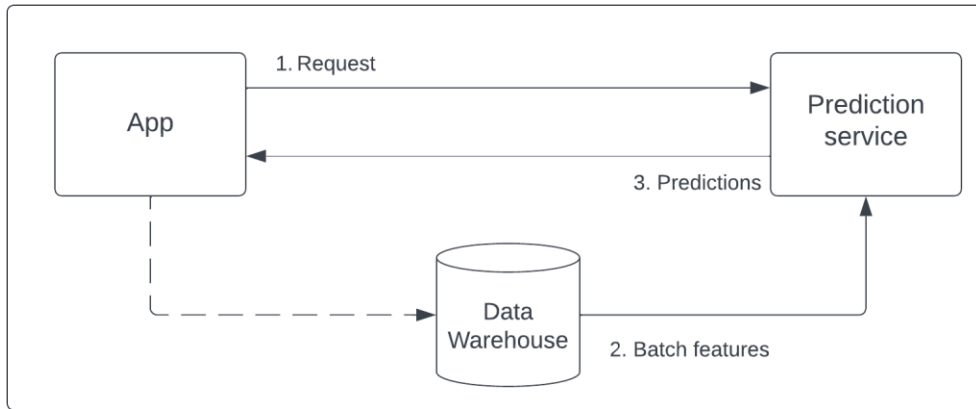 1. Request
App
Prediction
service
3. Predictions
Data
Warehouse
2. Batch features